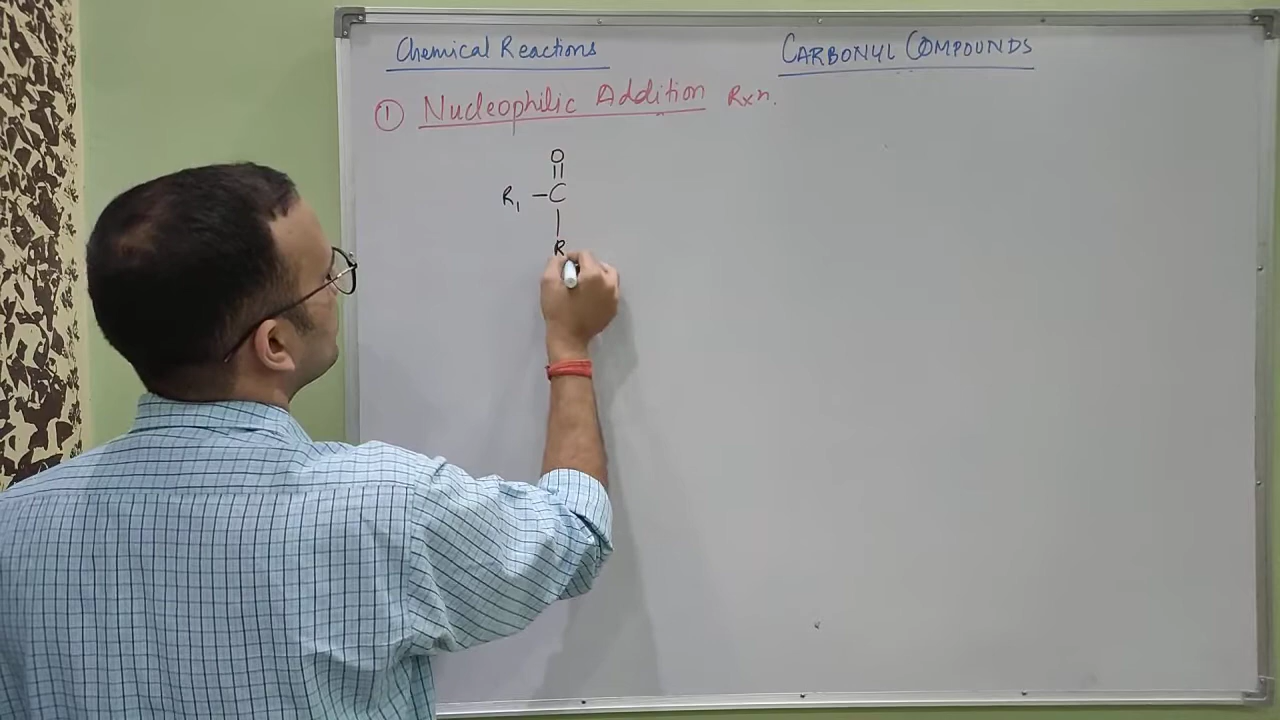 Chemical Reactions
CARBONYL COMPOUNDS
① Nucleophilic Addition Rxn.
O
R₁ – C
R